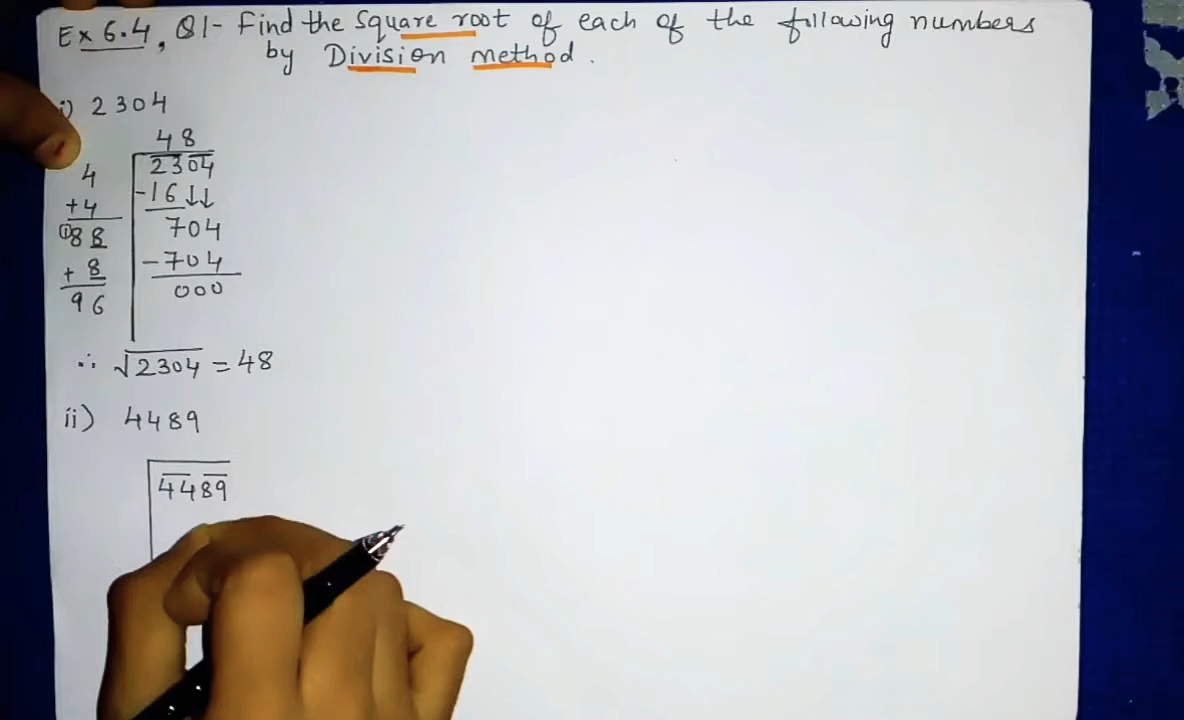 Ex 6.4, Q1- Find the square root of each of the following numbers
by Division method.
i) 2304
48
4 2304
+4 -16↓↓
①88 704
+8 -704
96 000
∴ √2304 = 48
ii) 4489
4489